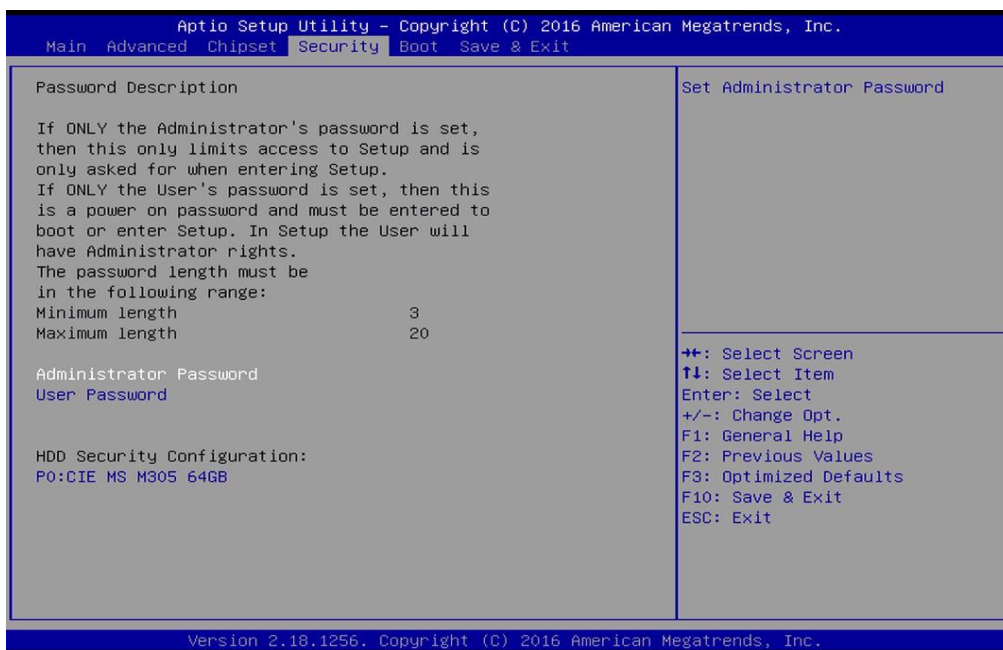 Aptio Setup Utility – Copyright (C) 2016 American Megatrends, Inc.
Main Advanced Chipset Security Boot Save & Exit
Password Description
If ONLY the Administrator's password is set,
then this only limits access to Setup and is
only asked for when entering Setup.
If ONLY the User's password is set, then this
is a power on password and must be entered to
boot or enter Setup. In Setup the User will
have Administrator rights.
The password length must be
in the following range:
Minimum length 3
Maximum length 20
Administrator Password
User Password
HDD Security Configuration:
P0:CIE MS M305 64GB
Set Administrator Password
→←: Select Screen
↑↓: Select Item
Enter: Select
+/-: Change Opt.
F1: General Help
F2: Previous Values
F3: Optimized Defaults
F10: Save & Exit
ESC: Exit
Version 2.18.1256. Copyright (C) 2016 American Megatrends, Inc.